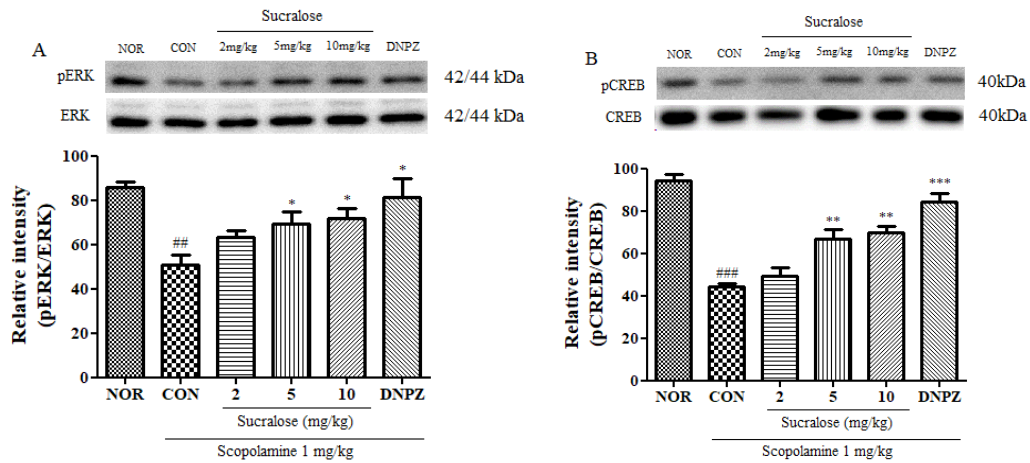 Sucralose
A
NOR CON 2mg/kg 5mg/kg 10mg/kg DNPZ
pERK 42/44 kDa
ERK 42/44 kDa
Relative intensity
(pERK/ERK)
100
80
60
40
20
0
## * * *
NOR CON 2 5 10 DNPZ
Sucralose (mg/kg)
Scopolamine 1 mg/kg
Sucralose
B
NOR CON 2mg/kg 5mg/kg 10mg/kg DNPZ
pCREB 40kDa
CREB 40kDa
Relative intensity
(pCREB/CREB)
100
80
60
40
20
0
### ** ** ***
NOR CON 2 5 10 DNPZ
Sucralose (mg/kg)
Scopolamine 1 mg/kg